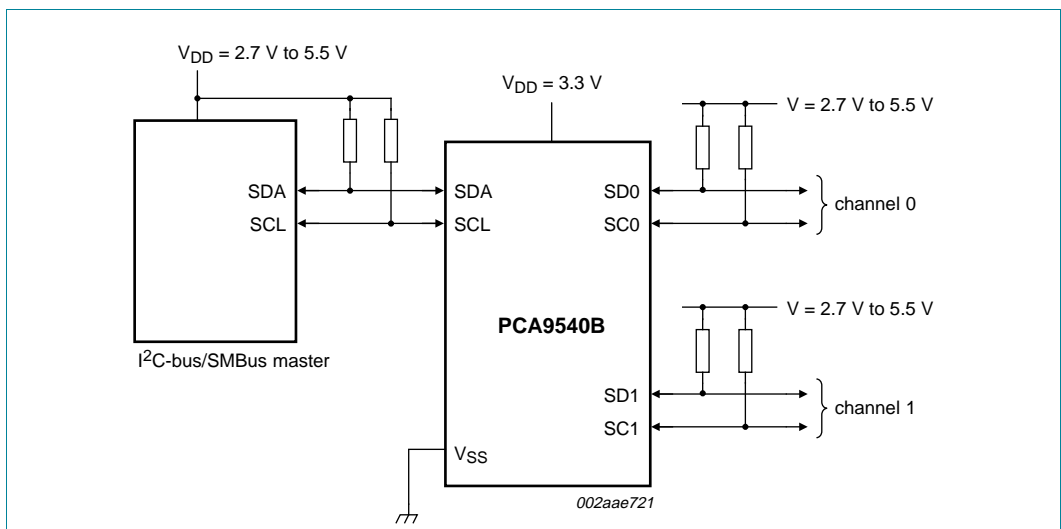 V_DD = 2.7 V to 5.5 V
V_DD = 3.3 V
V = 2.7 V to 5.5 V
SDA
SCL
SDA
SCL
SD0
SC0
channel 0
V = 2.7 V to 5.5 V
PCA9540B
I²C-bus/SMBus master
SD1
SC1
channel 1
V_SS
002aae721